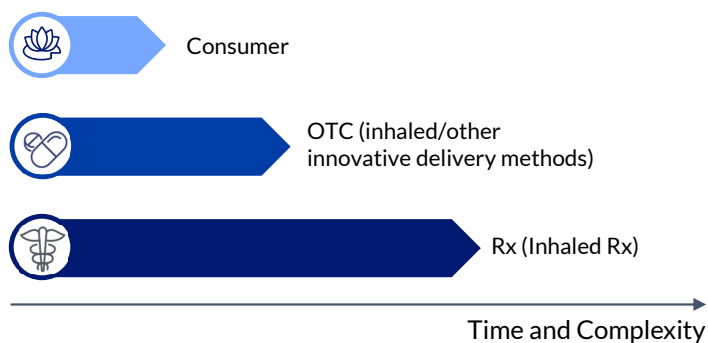 Consumer
OTC (inhaled/other
innovative delivery methods)
Rx (Inhaled Rx)
Time and Complexity